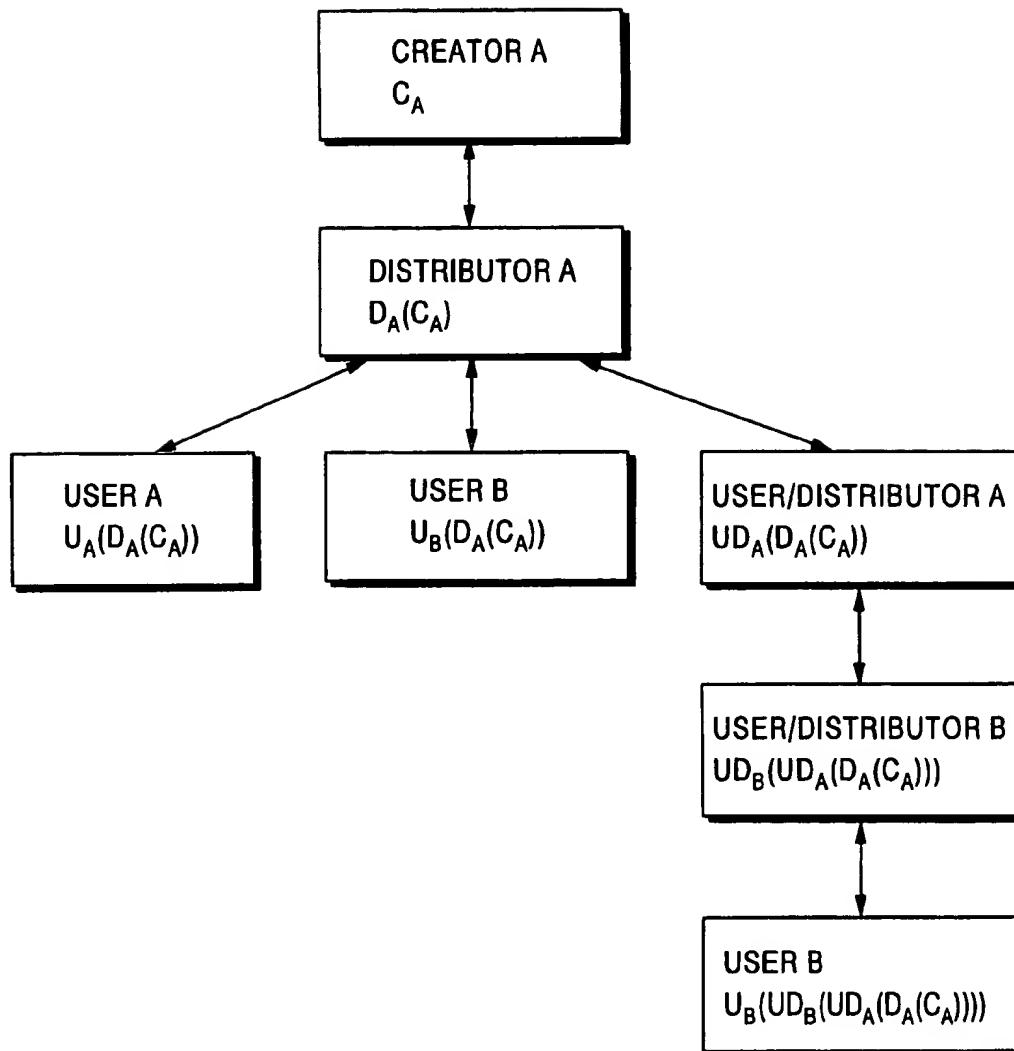 CREATOR A
C_A
DISTRIBUTOR A
D_A(C_A)
USER A
U_A(D_A(C_A))
USER B
U_B(D_A(C_A))
USER/DISTRIBUTOR A
UD_A(D_A(C_A))
USER/DISTRIBUTOR B
UD_B(UD_A(D_A(C_A)))
USER B
U_B(UD_B(UD_A(D_A(C_A))))